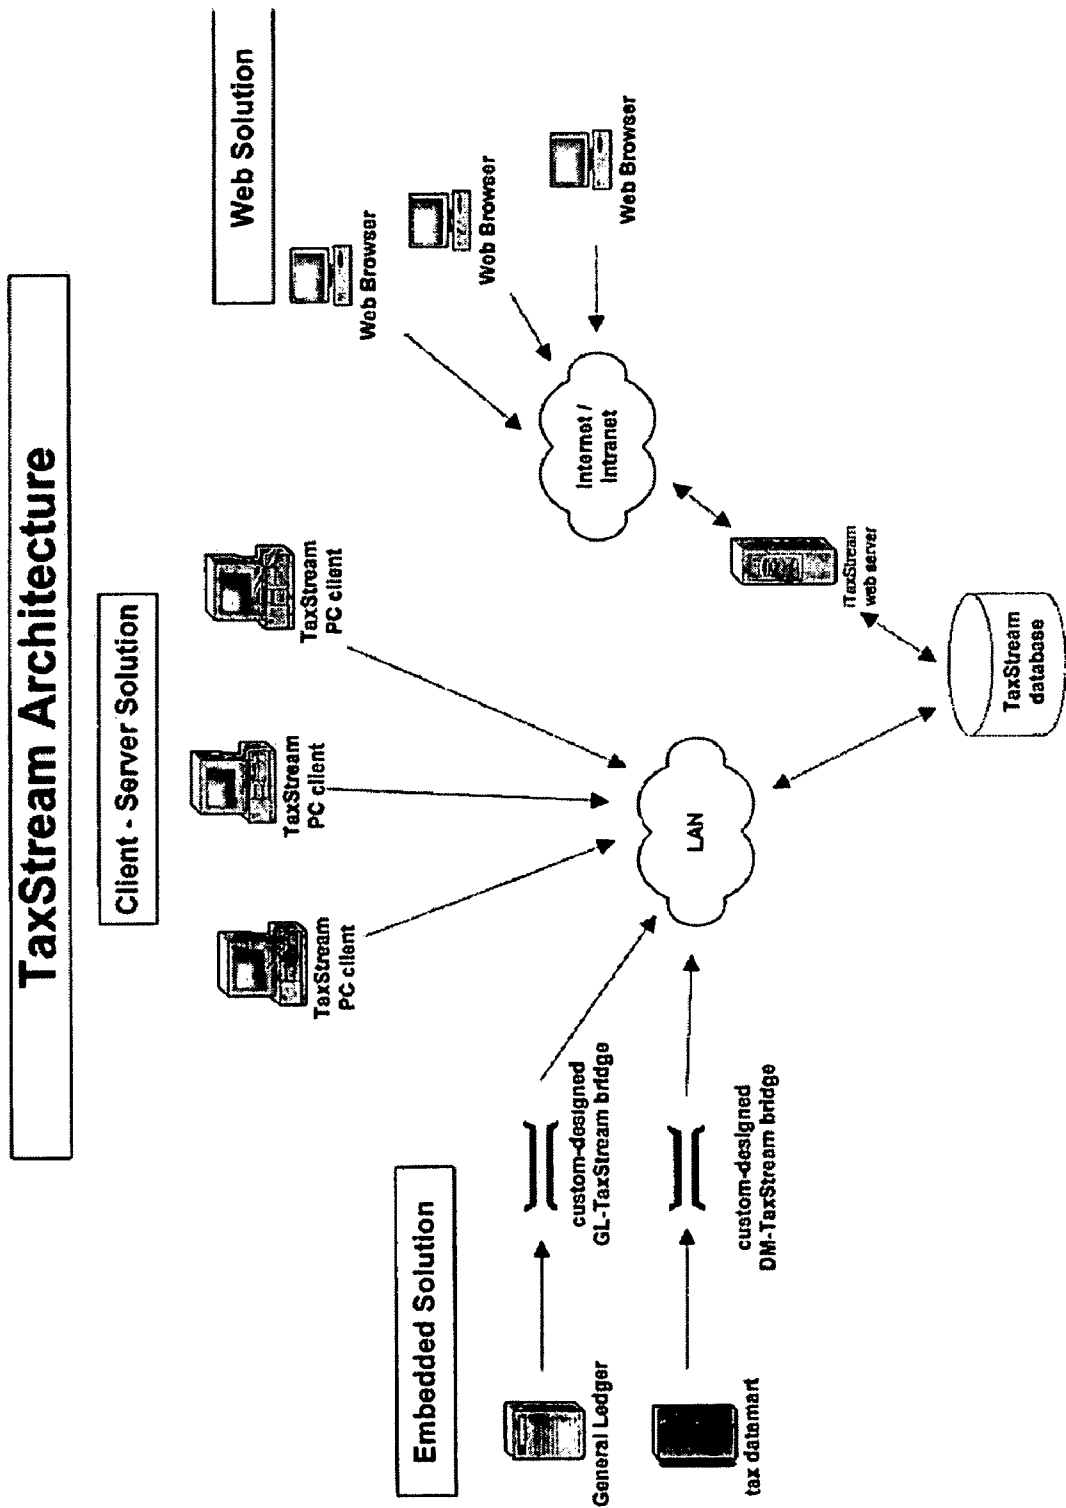 TaxStream Architecture
Client - Server Solution
Web Solution
Embedded Solution
TaxStream
PC client
TaxStream
PC client
TaxStream
PC client
Web Browser
Web Browser
Web Browser
General Ledger
custom-designed
GL-TaxStream bridge
tax datamart
custom-designed
DM-TaxStream bridge
LAN
Internet /
Intranet
iTaxStream
web server
TaxStream
database